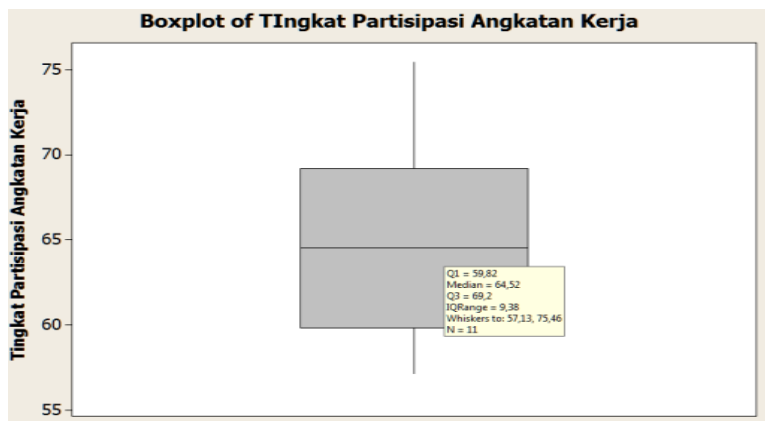 Boxplot of TIngkat Partisipasi Angkatan Kerja
Tingkat Partisipasi Angkatan Kerja
75
70
65
60
55
Q1 = 59,82
Median = 64,52
Q3 = 69,2
IQRange = 9,38
Whiskers to: 57,13, 75,46
N = 11